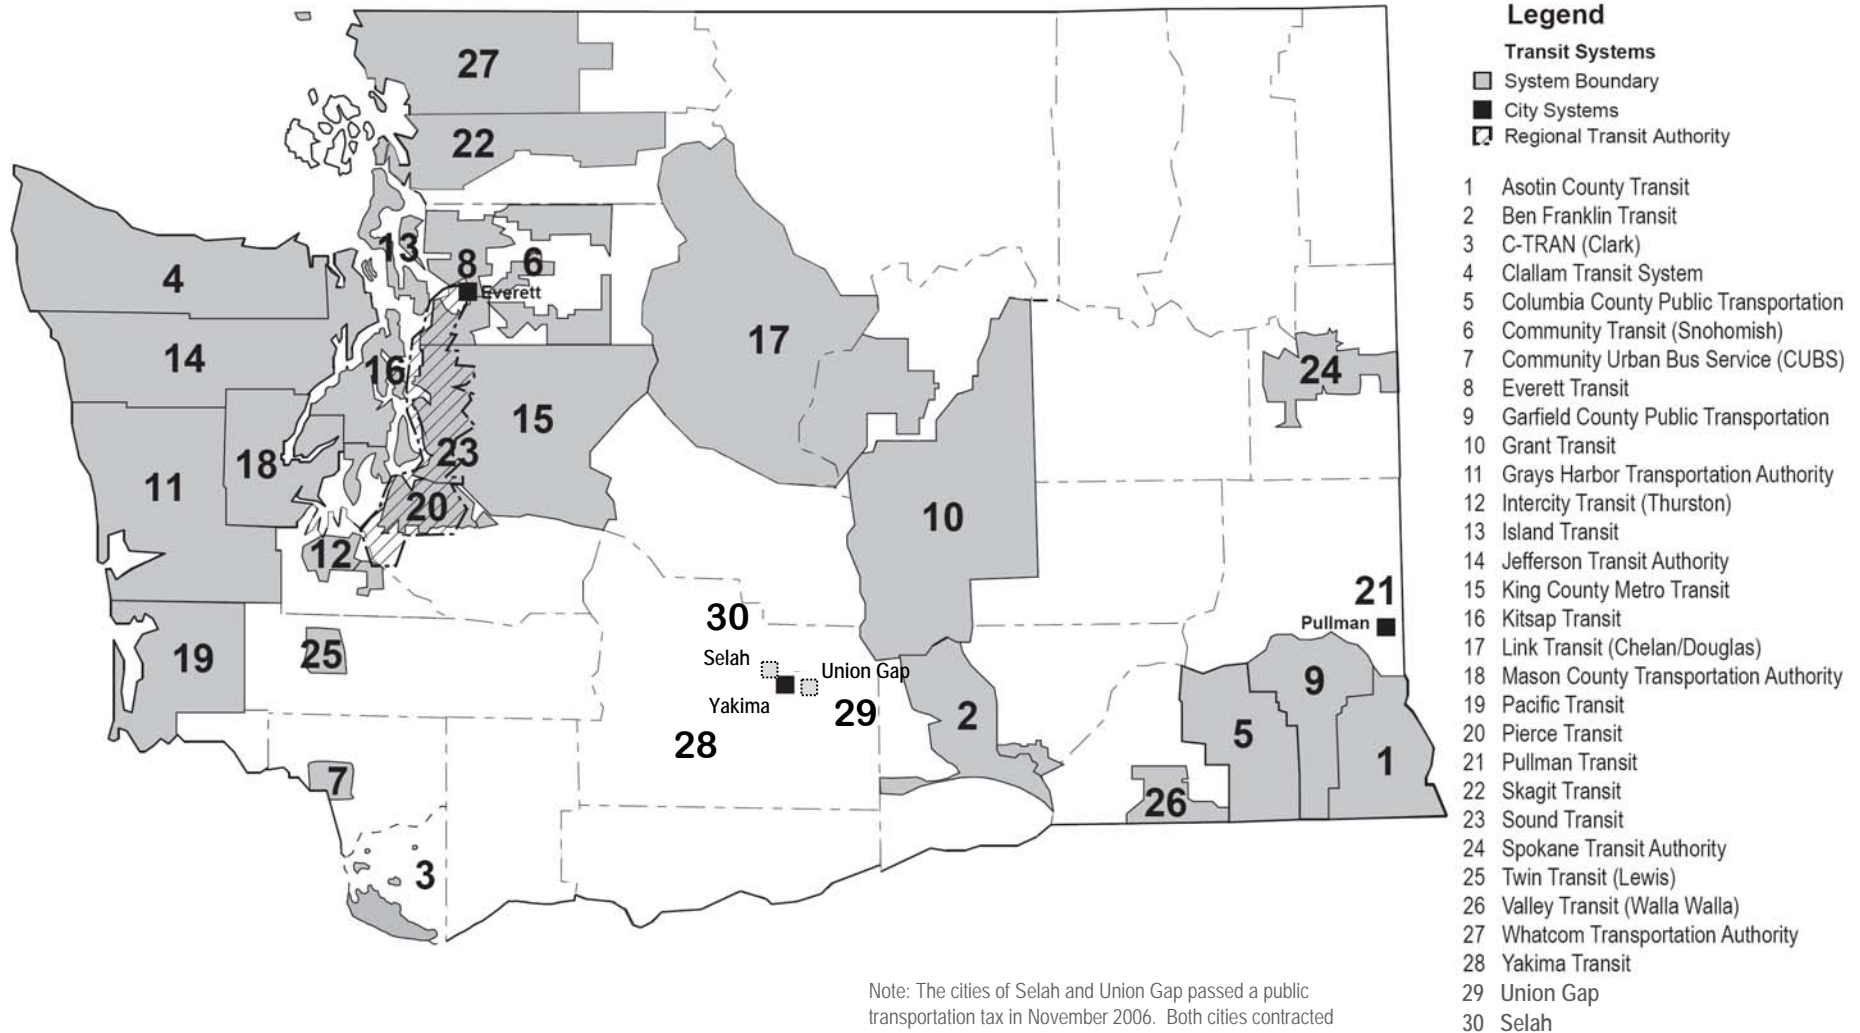 Legend
Transit Systems
System Boundary
City Systems
Regional Transit Authority
1 Asotin County Transit
2 Ben Franklin Transit
3 C-TRAN (Clark)
4 Clallam Transit System
5 Columbia County Public Transportation
6 Community Transit (Snohomish)
7 Community Urban Bus Service (CUBS)
8 Everett Transit
9 Garfield County Public Transportation
10 Grant Transit
11 Grays Harbor Transportation Authority
12 Intercity Transit (Thurston)
13 Island Transit
14 Jefferson Transit Authority
15 King County Metro Transit
16 Kitsap Transit
17 Link Transit (Chelan/Douglas)
18 Mason County Transportation Authority
19 Pacific Transit
20 Pierce Transit
21 Pullman Transit
22 Skagit Transit
23 Sound Transit
24 Spokane Transit Authority
25 Twin Transit (Lewis)
26 Valley Transit (Walla Walla)
27 Whatcom Transportation Authority
28 Yakima Transit
29 Union Gap
30 Selah
27
22
13
4
8
6
Everett
14
16
17
24
15
18
23
11
20
10
12
21
30
Pullman
19
25
Selah
Union Gap
9
Yakima
29
2
28
5
1
7
26
3
Note: The cities of Selah and Union Gap passed a public
transportation tax in November 2006. Both cities contracted